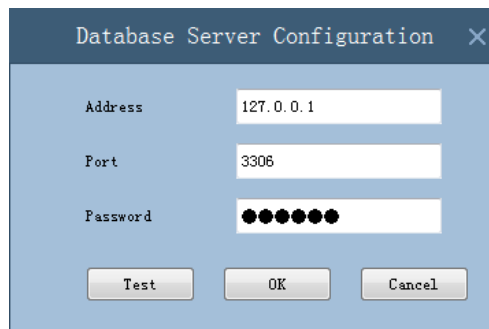 Database Server Configuration
Address 127.0.0.1
Port 3306
Password ●●●●●●
Test OK Cancel